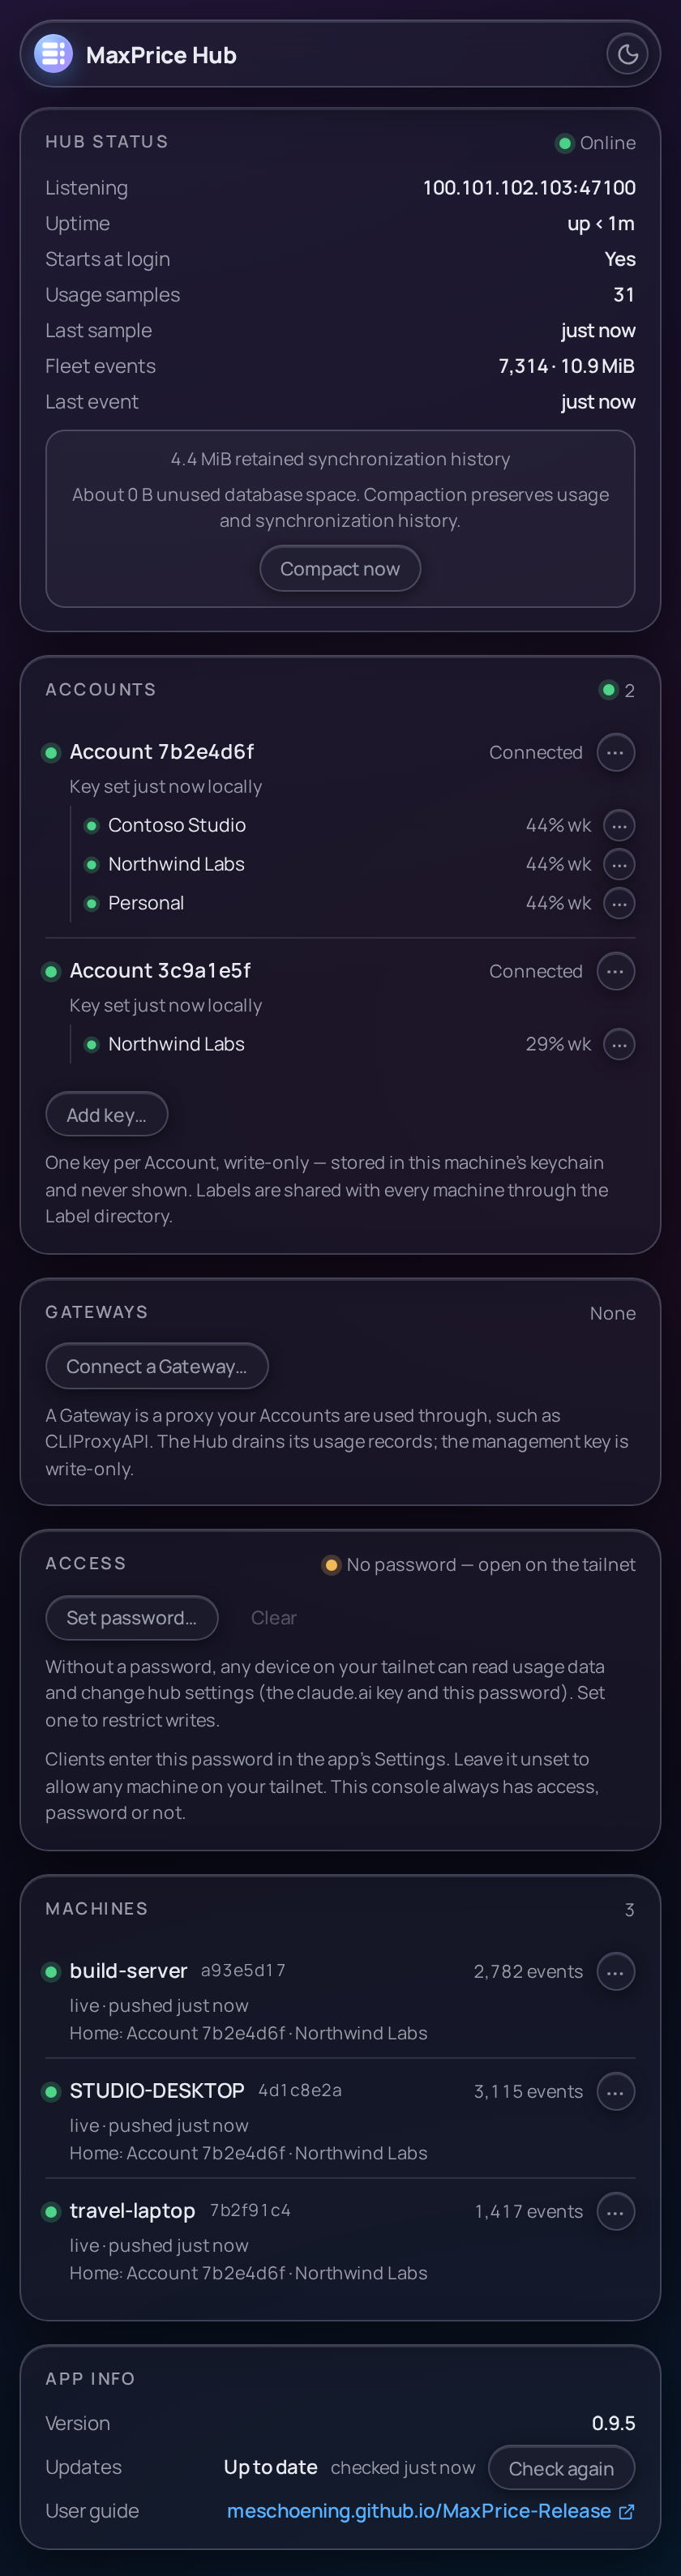 MaxPrice Hub
HUB STATUS
Online
Listening
100.101.102.103:47100
Uptime
up < 1m
Starts at login
Yes
Usage samples
31
Last sample
just now
Fleet events
7,314 · 10.9 MiB
Last event
just now
4.4 MiB retained synchronization history
About 0 B unused database space. Compaction preserves usage
and synchronization history.
Compact now
ACCOUNTS
2
Account 7b2e4d6f
Connected
...
Key set just now locally
Contoso Studio
44% wk
...
Northwind Labs
44% wk
...
Personal
44% wk
...
Account 3c9a1e5f
Connected
...
Key set just now locally
Northwind Labs
29% wk
...
Add key...
One key per Account, write-only — stored in this machine's keychain
and never shown. Labels are shared with every machine through the
Label directory.
GATEWAYS
None
Connect a Gateway...
A Gateway is a proxy your Accounts are used through, such as
CLIProxyAPI. The Hub drains its usage records; the management key is
write-only.
ACCESS
No password — open on the tailnet
Set password...
Clear
Without a password, any device on your tailnet can read usage data
and change hub settings (the claude.ai key and this password). Set
one to restrict writes.
Clients enter this password in the app's Settings. Leave it unset to
allow any machine on your tailnet. This console always has access,
password or not.
MACHINES
3
build-server a93e5d17
2,782 events
...
live · pushed just now
Home: Account 7b2e4d6f · Northwind Labs
STUDIO-DESKTOP 4d1c8e2a
3,115 events
...
live · pushed just now
Home: Account 7b2e4d6f · Northwind Labs
travel-laptop 7b2f91c4
1,417 events
...
live · pushed just now
Home: Account 7b2e4d6f · Northwind Labs
APP INFO
Version
0.9.5
Updates
Up to date checked just now
Check again
User guide
meschoening.github.io/MaxPrice-Release